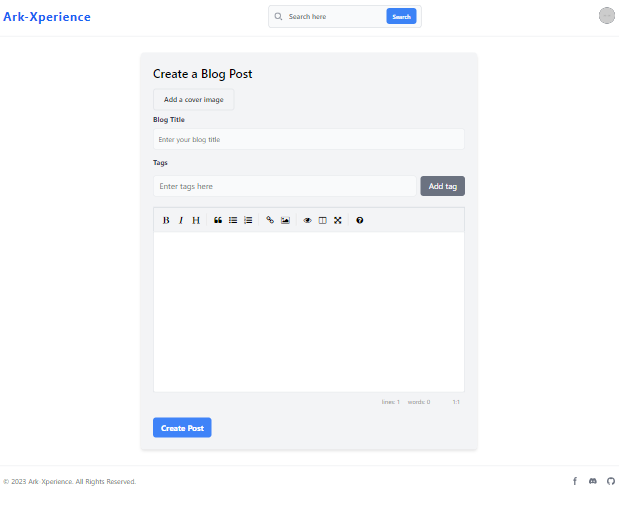 Ark-Xperience
Search here
Search
Create a Blog Post
Add a cover image
Blog Title
Enter your blog title
Tags
Enter tags here
Add tag
B I H
lines: 1 words: 0 1:1
Create Post
© 2023 Ark-Xperience. All Rights Reserved.